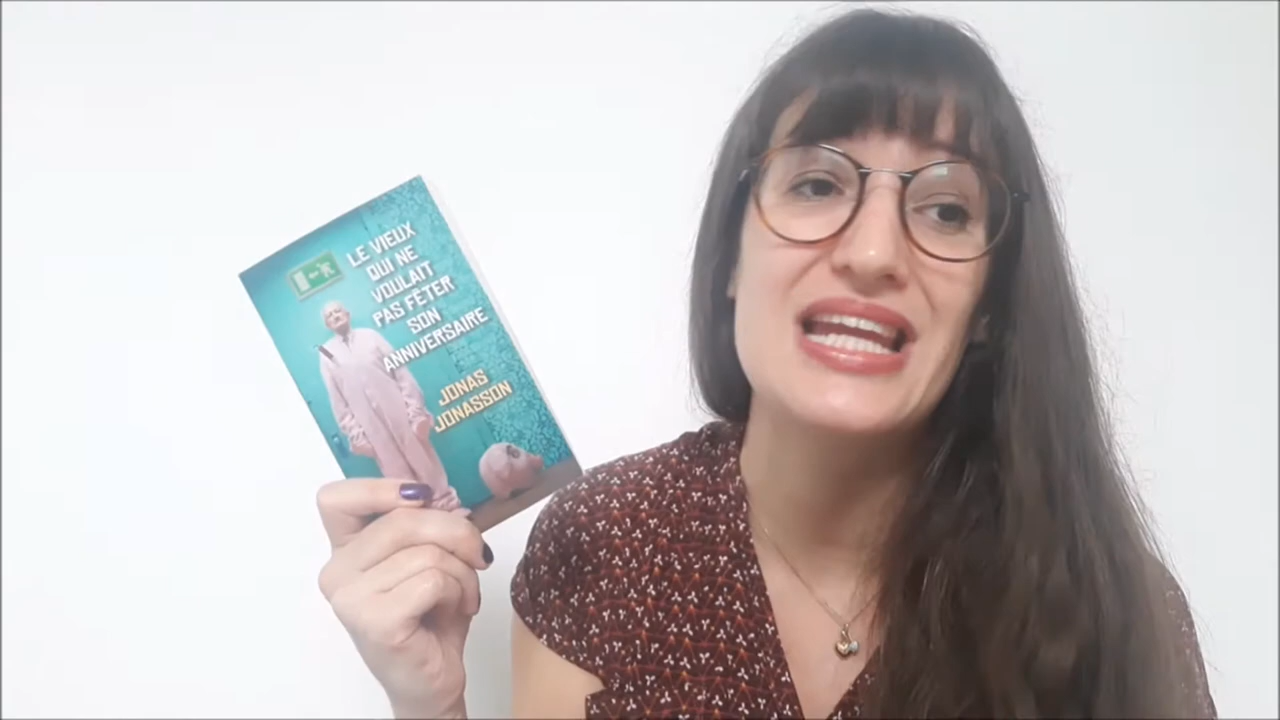 LE VIEUX
QUI NE
VOULAIT
PAS FÊTER
SON
ANNIVERSAIRE
JONAS
JONASSON